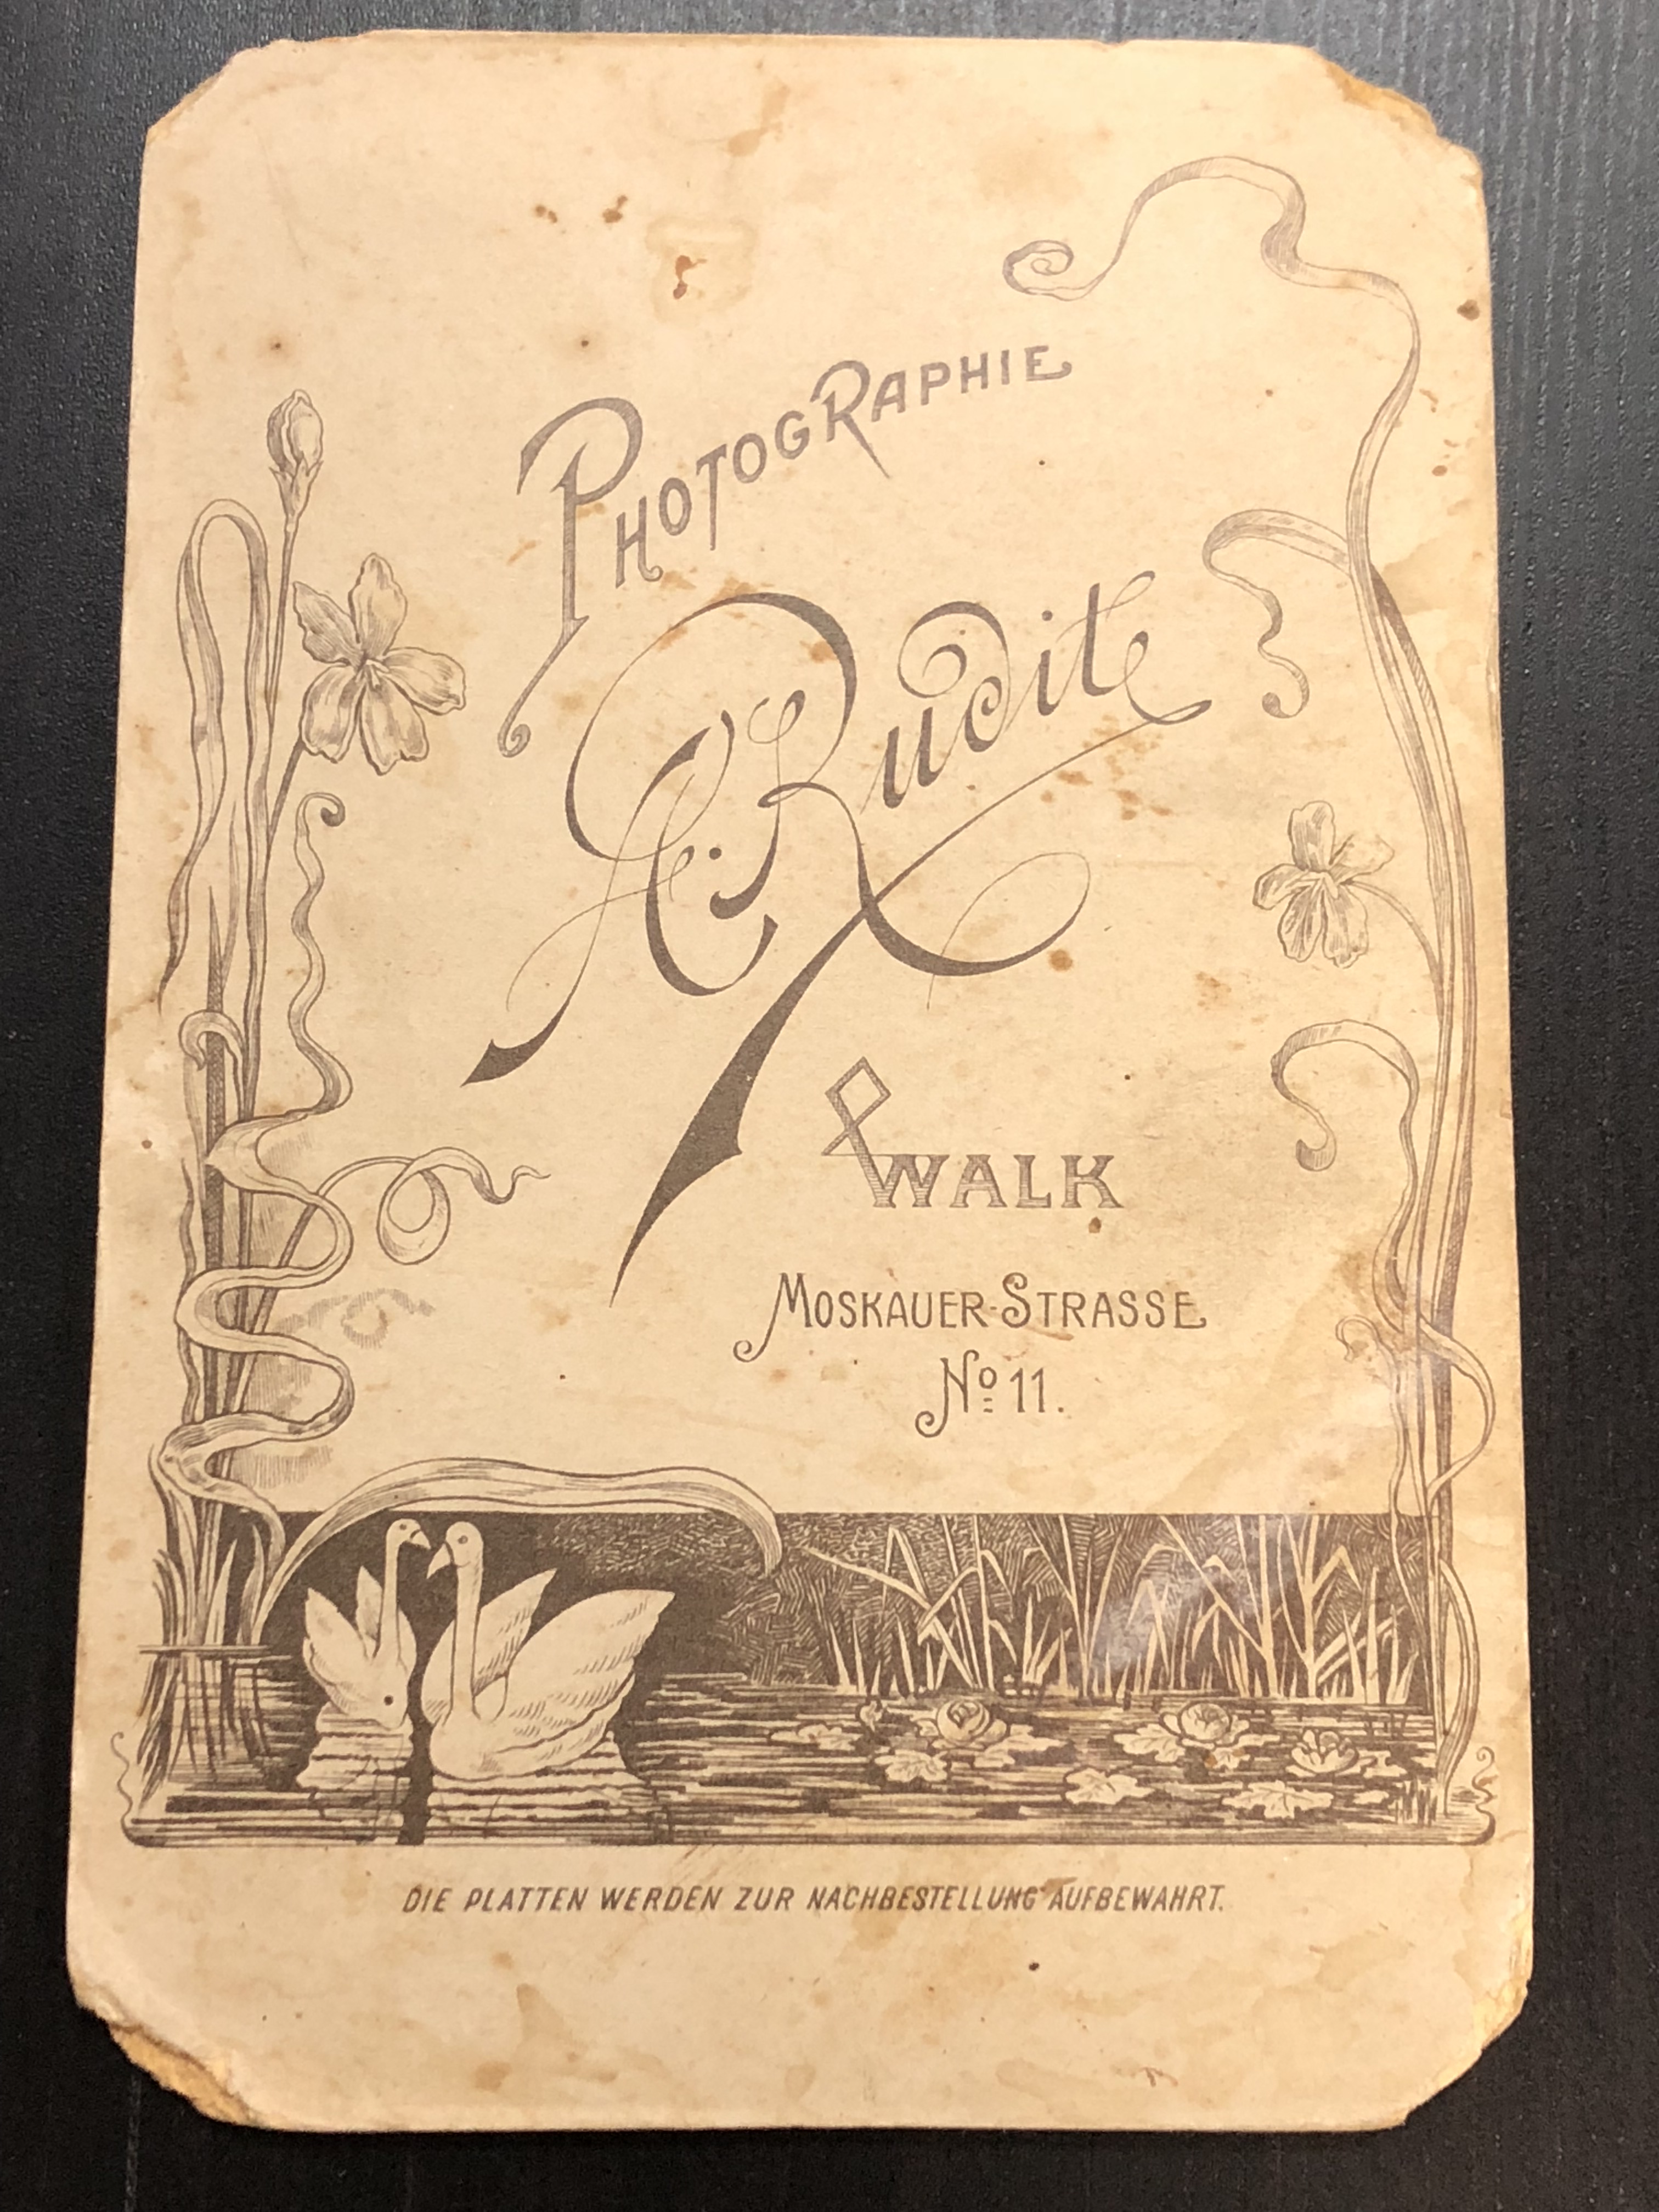 PHOTOGRAPHIE
C. Rudit
WALK
MOSKAUER-STRASSE
No 11.
DIE PLATTEN WERDEN ZUR NACHBESTELLUNG AUFBEWAHRT.